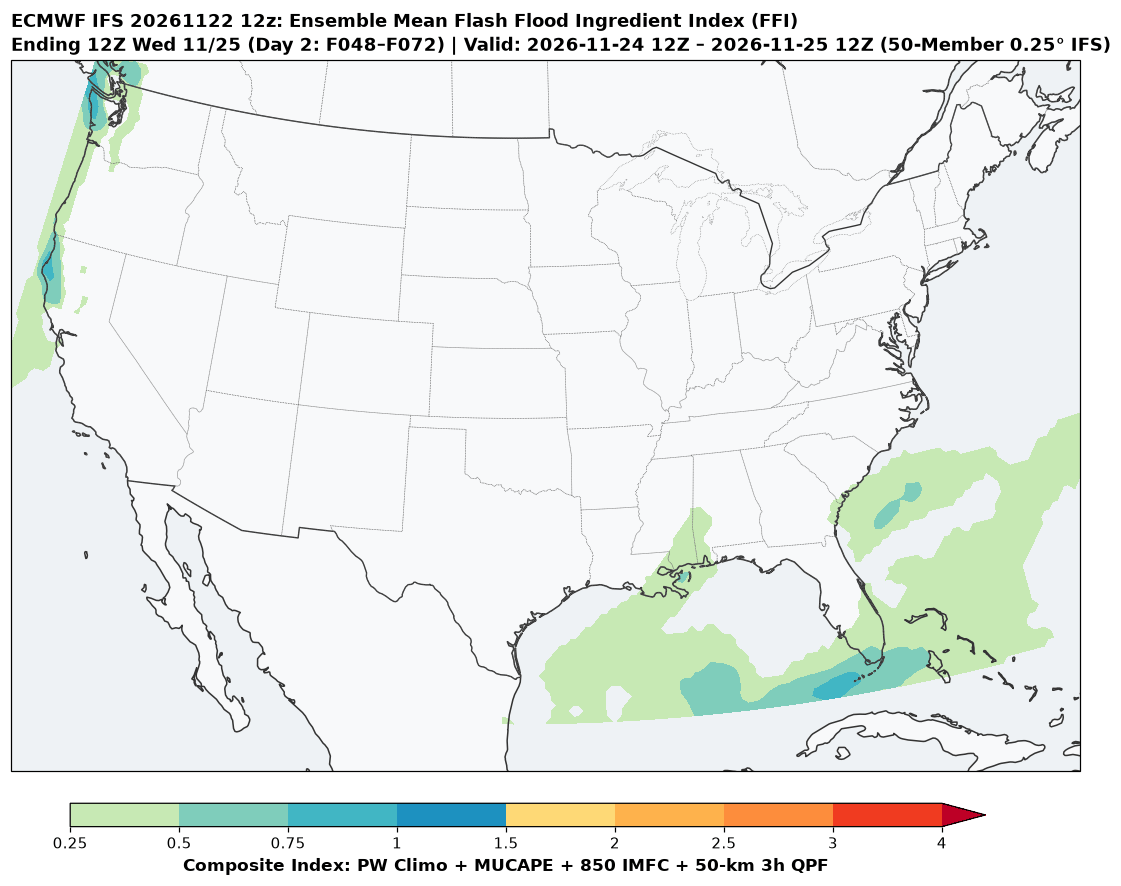 ECMWF IFS 20261122 12z: Ensemble Mean Flash Flood Ingredient Index (FFI)
Ending 12Z Wed 11/25 (Day 2: F048–F072) | Valid: 2026-11-24 12Z – 2026-11-25 12Z (50-Member 0.25° IFS)
0.25 0.5 0.75 1 1.5 2 2.5 3 4
Composite Index: PW Climo + MUCAPE + 850 IMFC + 50-km 3h QPF